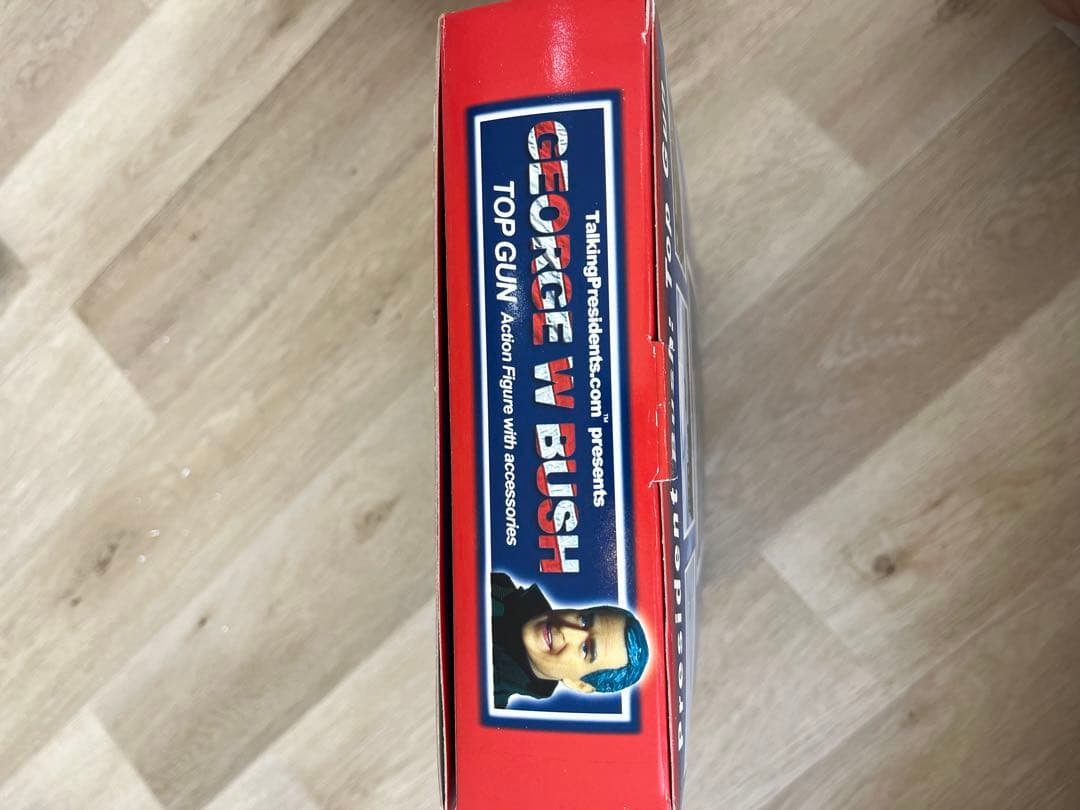 TalkingPresidents.com™ presents
GEORGE W BUSH
TOP GUN Action Figure with accessories